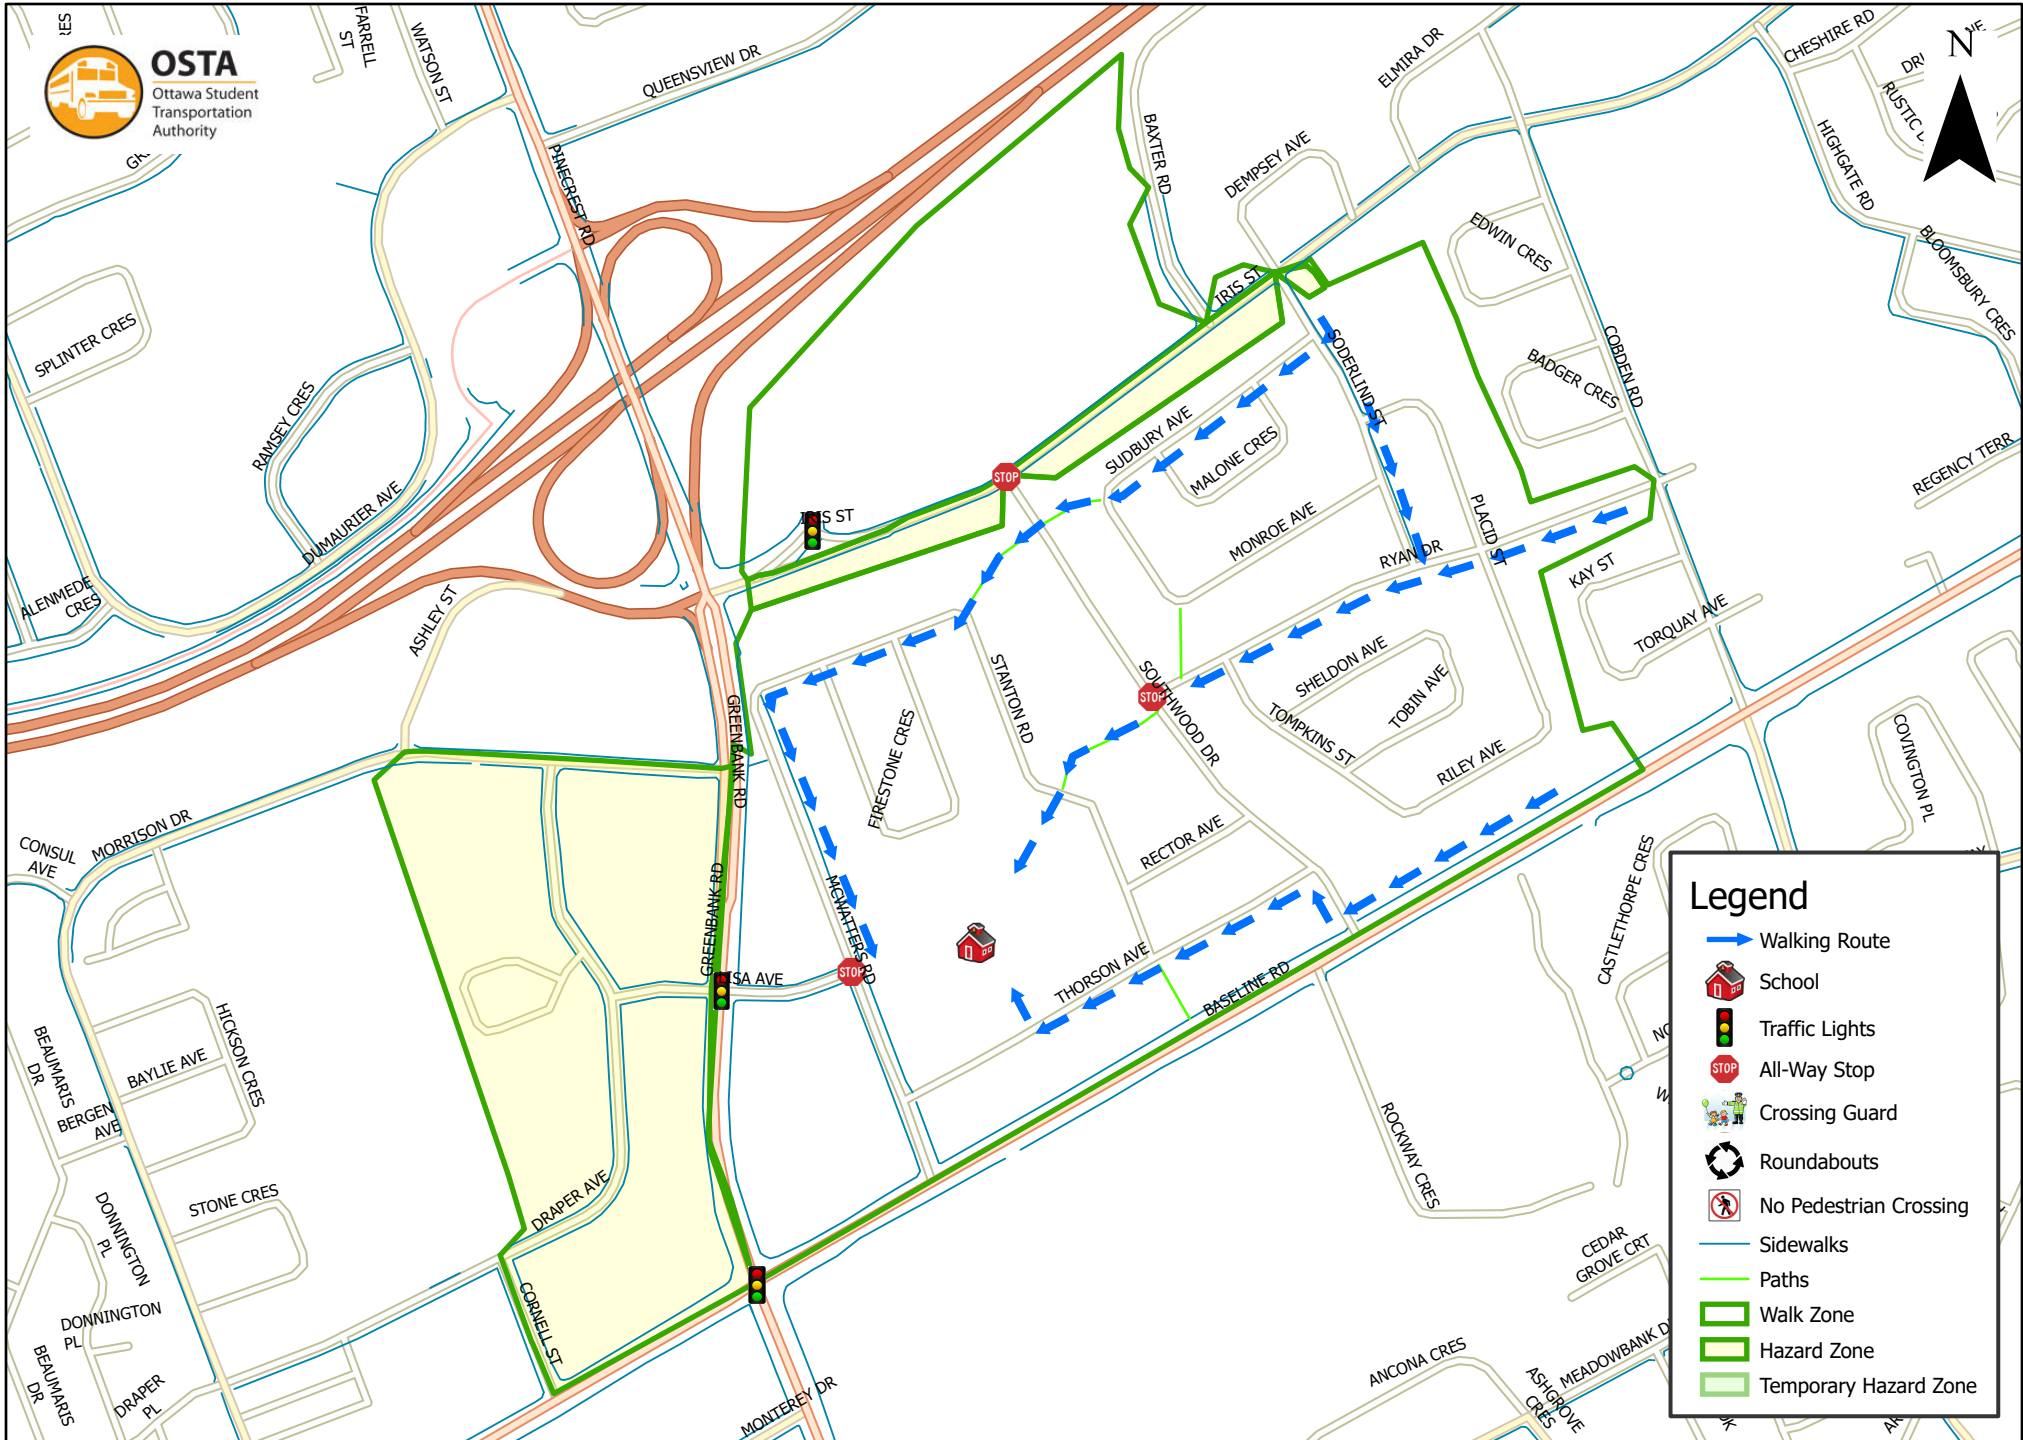 OSTA
Ottawa Student
Transportation
Authority
FARRELL
ST
WATSON ST
QUEENSVIEW DR
PINECREST RD
BAXTER RD
DEMPSEY AVE
ELMIRA DR
CHESHIRE RD
N
HIGHGATE RD
BLOOMSBURY CRES
EDWIN CRES
BADGER CRES
COBDEN RD
REGENCY TERR
SPLINTER CRES
RAMSEY CRES
DUMAURIER AVE
ALENMEDE
CRES
ASHLEY ST
IRIS ST
IRIS ST
STOP
SODERLIND ST
SUDBURY AVE
MALONE CRES
MONROE AVE
RYAN DR
PLACID ST
KAY ST
TORQUAY AVE
SHELDON AVE
TOBIN AVE
TOMPKINS ST
RILEY AVE
STOP
SOUTHWOOD DR
STANTON RD
FIRESTONE CRES
GREENBANK RD
GREENBANK RD
RECTOR AVE
MCWATTERS RD
STOP
THORSON AVE
BASELINE RD
MORRISON DR
CONSUL
AVE
HICKSON CRES
BAYLIE AVE
BERGEN
AVE
BEAUMARIS
DR
STONE CRES
DRAPER AVE
CORNELL ST
DONNINGTON
PL
DONNINGTON
PL
BEAUMARIS
DR
DRAPER
PL
MONTEREY DR
ROCKWAY CRES
CASTLETHORPE CRES
COVINGTON PL
CEDAR
GROVE CRT
ANCONA CRES
ASHGROVE
CRES
MEADOWBANK
Legend
Walking Route
School
Traffic Lights
STOP
All-Way Stop
Crossing Guard
Roundabouts
No Pedestrian Crossing
Sidewalks
Paths
Walk Zone
Hazard Zone
Temporary Hazard Zone